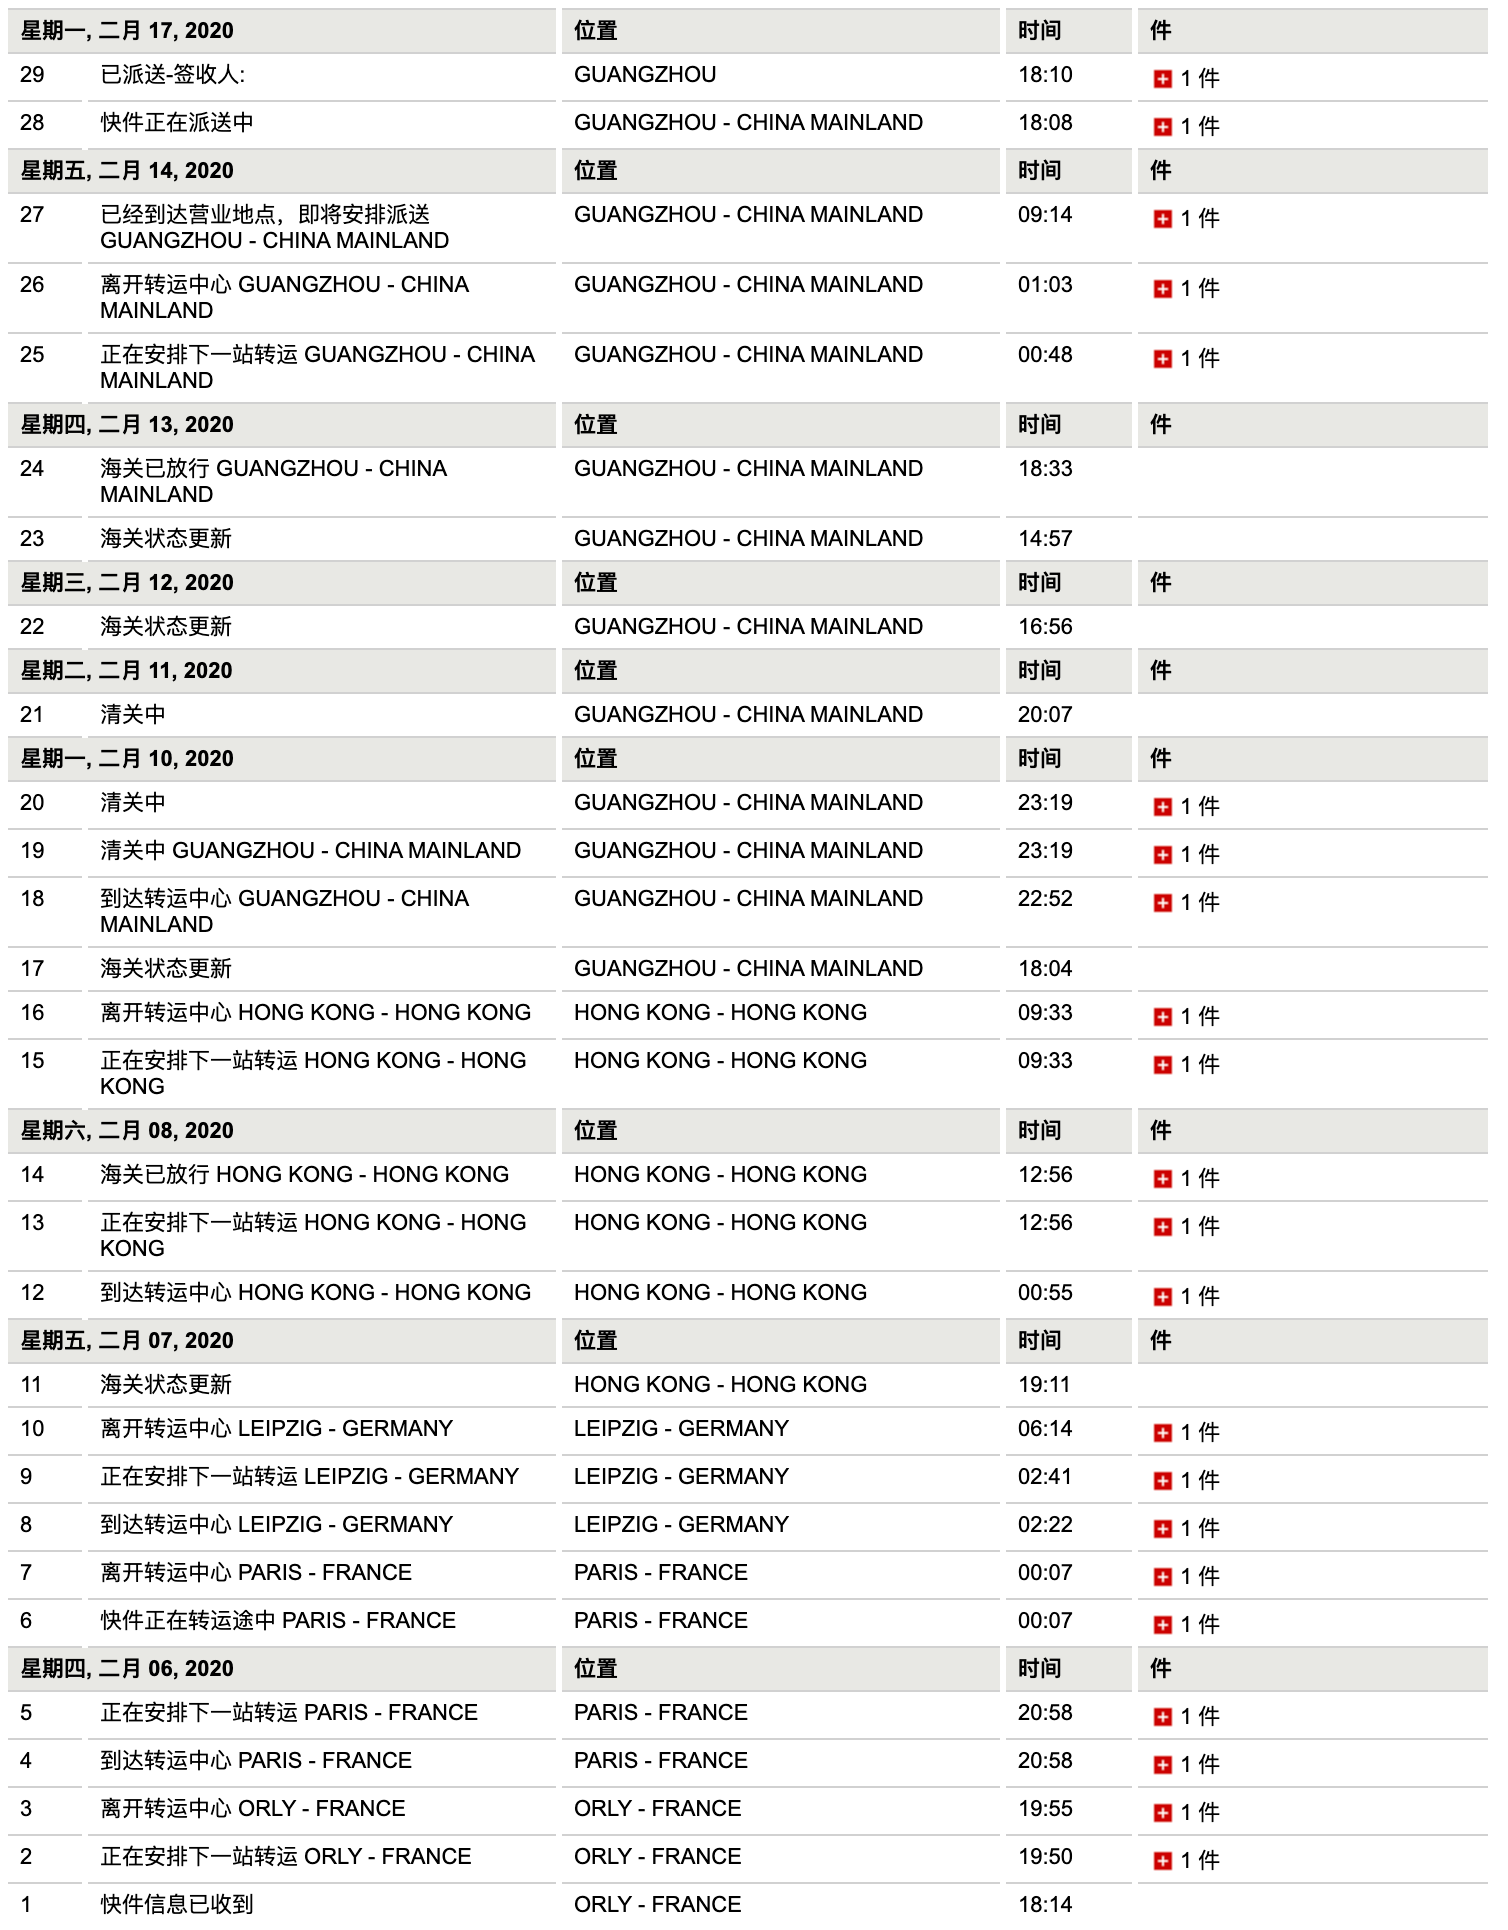 星期一, 二月 17, 2020 位置 时间 件
29 已派送-签收人: GUANGZHOU 18:10 1 件
28 快件正在派送中 GUANGZHOU - CHINA MAINLAND 18:08 1 件
星期五, 二月 14, 2020 位置 时间 件
27 已经到达营业地点，即将安排派送 GUANGZHOU - CHINA MAINLAND 09:14 1 件
GUANGZHOU - CHINA MAINLAND
26 离开转运中心 GUANGZHOU - CHINA GUANGZHOU - CHINA MAINLAND 01:03 1 件
MAINLAND
25 正在安排下一站转运 GUANGZHOU - CHINA GUANGZHOU - CHINA MAINLAND 00:48 1 件
MAINLAND
星期四, 二月 13, 2020 位置 时间 件
24 海关已放行 GUANGZHOU - CHINA GUANGZHOU - CHINA MAINLAND 18:33
MAINLAND
23 海关状态更新 GUANGZHOU - CHINA MAINLAND 14:57
星期三, 二月 12, 2020 位置 时间 件
22 海关状态更新 GUANGZHOU - CHINA MAINLAND 16:56
星期二, 二月 11, 2020 位置 时间 件
21 清关中 GUANGZHOU - CHINA MAINLAND 20:07
星期一, 二月 10, 2020 位置 时间 件
20 清关中 GUANGZHOU - CHINA MAINLAND 23:19 1 件
19 清关中 GUANGZHOU - CHINA MAINLAND GUANGZHOU - CHINA MAINLAND 23:19 1 件
18 到达转运中心 GUANGZHOU - CHINA GUANGZHOU - CHINA MAINLAND 22:52 1 件
MAINLAND
17 海关状态更新 GUANGZHOU - CHINA MAINLAND 18:04
16 离开转运中心 HONG KONG - HONG KONG HONG KONG - HONG KONG 09:33 1 件
15 正在安排下一站转运 HONG KONG - HONG HONG KONG - HONG KONG 09:33 1 件
KONG
星期六, 二月 08, 2020 位置 时间 件
14 海关已放行 HONG KONG - HONG KONG HONG KONG - HONG KONG 12:56 1 件
13 正在安排下一站转运 HONG KONG - HONG HONG KONG - HONG KONG 12:56 1 件
KONG
12 到达转运中心 HONG KONG - HONG KONG HONG KONG - HONG KONG 00:55 1 件
星期五, 二月 07, 2020 位置 时间 件
11 海关状态更新 HONG KONG - HONG KONG 19:11
10 离开转运中心 LEIPZIG - GERMANY LEIPZIG - GERMANY 06:14 1 件
9 正在安排下一站转运 LEIPZIG - GERMANY LEIPZIG - GERMANY 02:41 1 件
8 到达转运中心 LEIPZIG - GERMANY LEIPZIG - GERMANY 02:22 1 件
7 离开转运中心 PARIS - FRANCE PARIS - FRANCE 00:07 1 件
6 快件正在转运途中 PARIS - FRANCE PARIS - FRANCE 00:07 1 件
星期四, 二月 06, 2020 位置 时间 件
5 正在安排下一站转运 PARIS - FRANCE PARIS - FRANCE 20:58 1 件
4 到达转运中心 PARIS - FRANCE PARIS - FRANCE 20:58 1 件
3 离开转运中心 ORLY - FRANCE ORLY - FRANCE 19:55 1 件
2 正在安排下一站转运 ORLY - FRANCE ORLY - FRANCE 19:50 1 件
1 快件信息已收到 ORLY - FRANCE 18:14